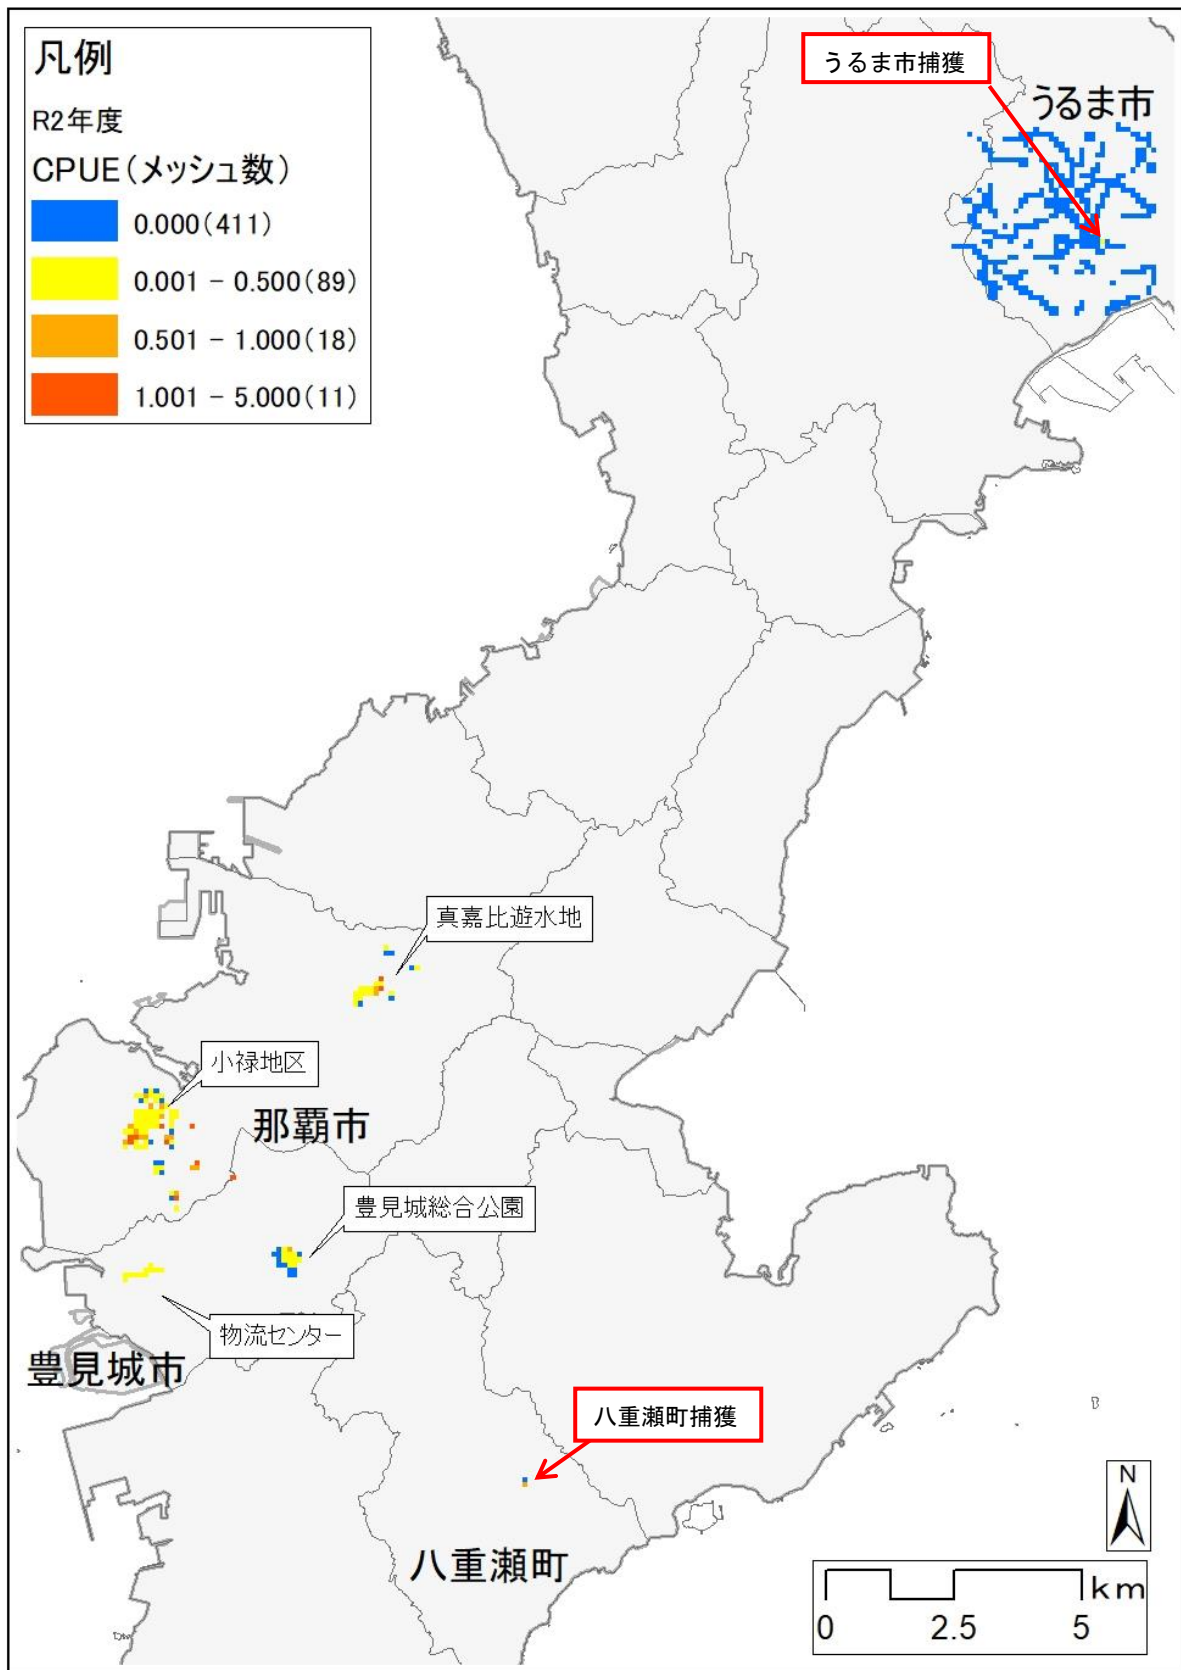 凡例
R2年度
CPUE(メッシュ数)
0.000(411)
0.001 - 0.500(89)
0.501 - 1.000(18)
1.001 - 5.000(11)
うるま市捕獲
うるま市
真嘉比遊水地
小禄地区
那覇市
豊見城総合公園
物流センター
豊見城市
八重瀬町捕獲
八重瀬町
N
km
0 2.5 5